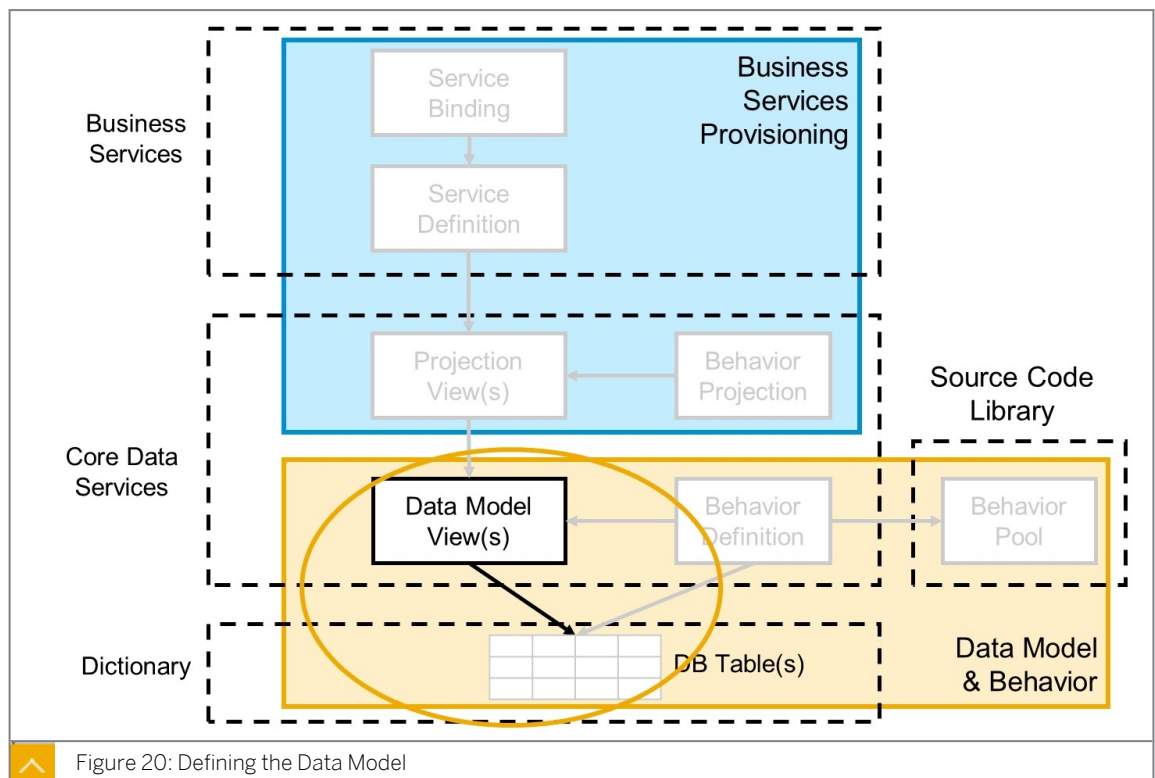 Service
Binding
Business
Services
Provisioning
Business
Services
Service
Definition
Projection
View(s)
Behavior
Projection
Source Code
Library
Core Data
Services
Data Model
View(s)
Behavior
Definition
Behavior
Pool
Dictionary
DB Table(s)
Data Model
& Behavior
Figure 20: Defining the Data Model